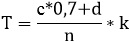 T = c*0,7+d / n * k